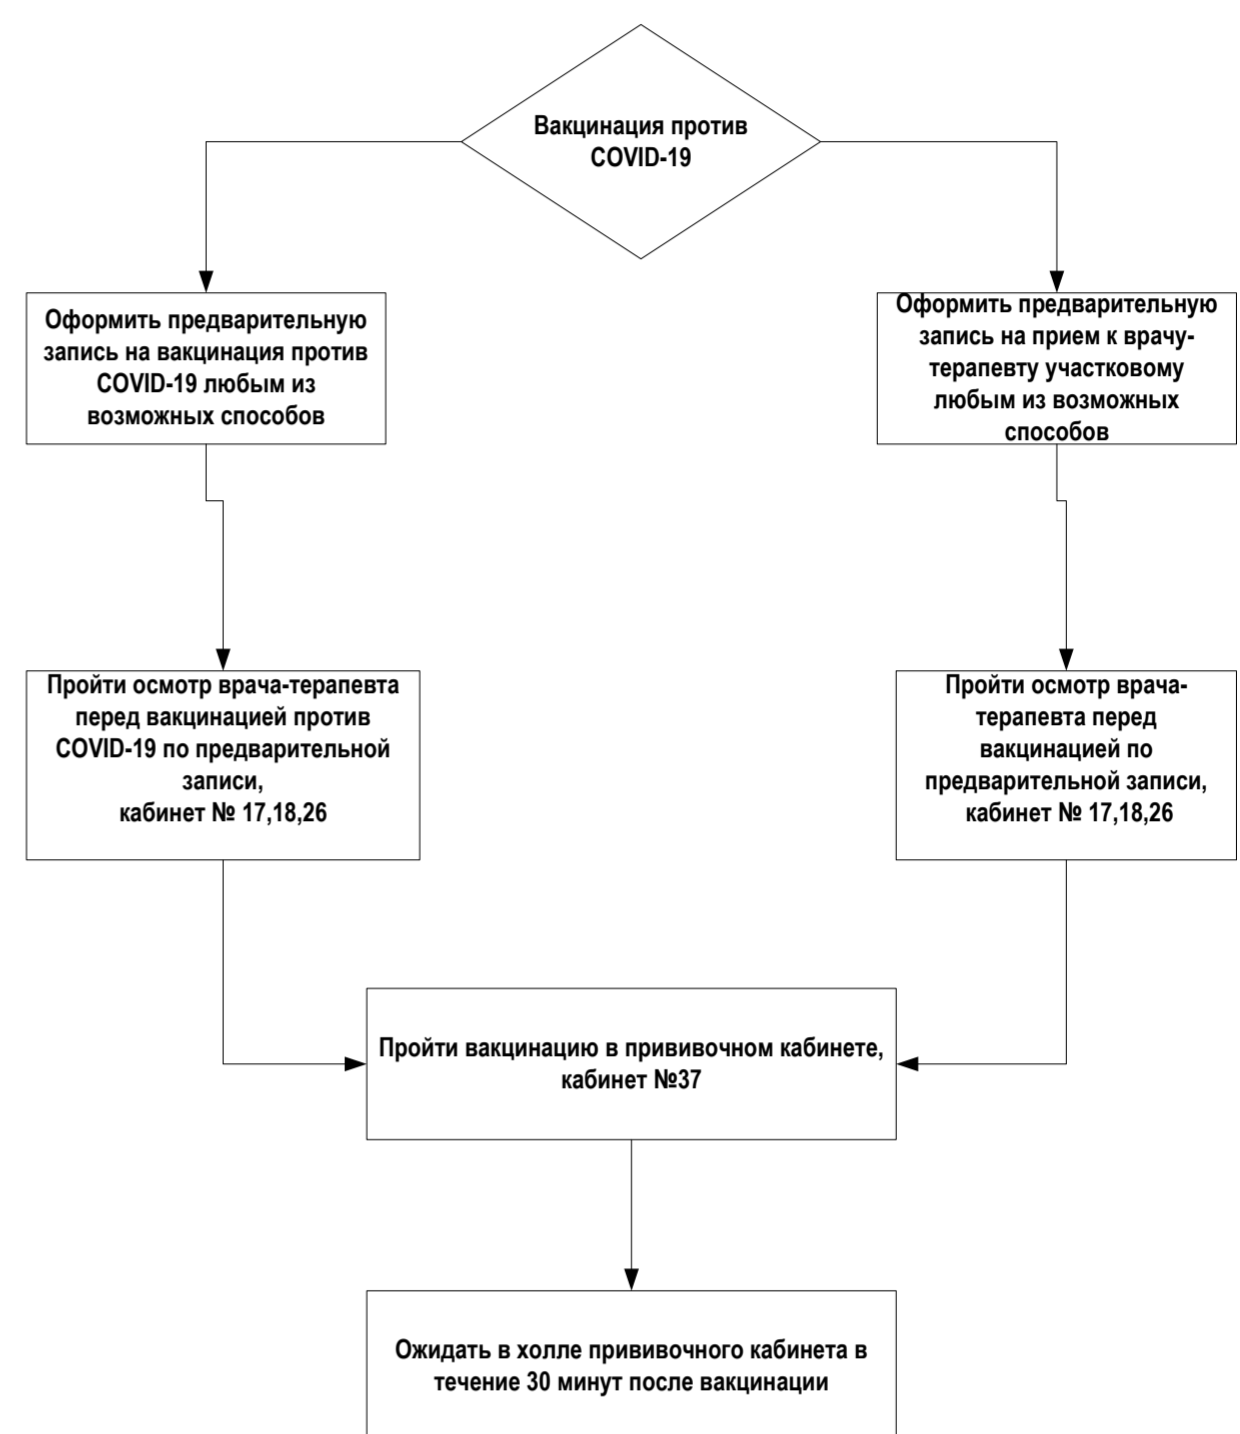 Вакцинация против
COVID-19
Оформить предварительную
запись на вакцинация против
COVID-19 любым из
возможных способов
Оформить предварительную
запись на прием к врачу-
терапевту участковому
любым из возможных
способов
Пройти осмотр врача-терапевта
перед вакцинацией против
COVID-19 по предварительной
записи,
кабинет № 17,18,26
Пройти осмотр врача-
терапевта перед
вакцинацией по
предварительной записи,
кабинет № 17,18,26
Пройти вакцинацию в прививочном кабинете,
кабинет №37
Ожидать в холле прививочного кабинета в
течение 30 минут после вакцинации